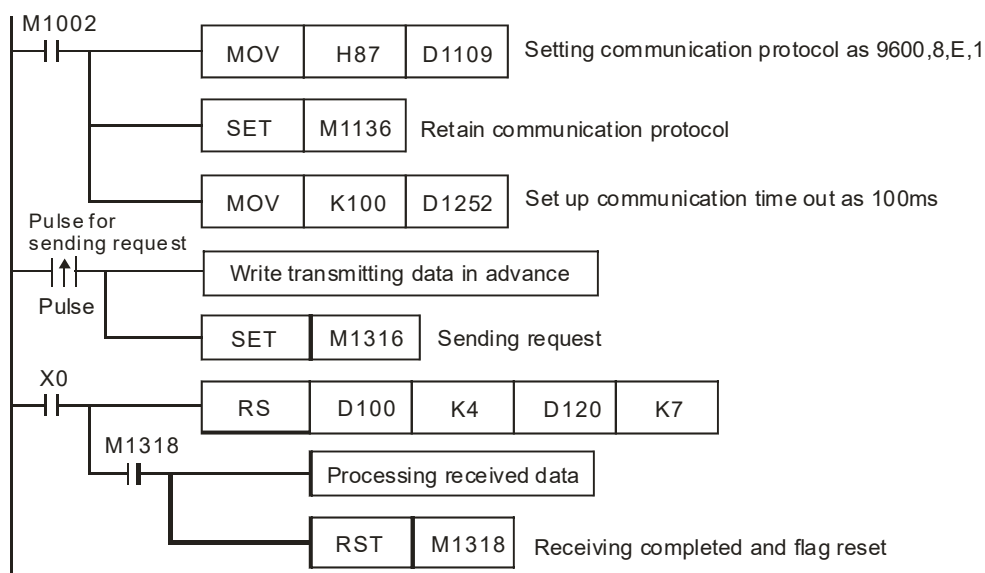 M1002
MOV H87 D1109 Setting communication protocol as 9600,8,E,1
SET M1136 Retain communication protocol
MOV K100 D1252 Set up communication time out as 100ms
Pulse for
sending request
Write transmitting data in advance
Pulse
SET M1316 Sending request
X0
RS D100 K4 D120 K7
M1318
Processing received data
RST M1318 Receiving completed and flag reset